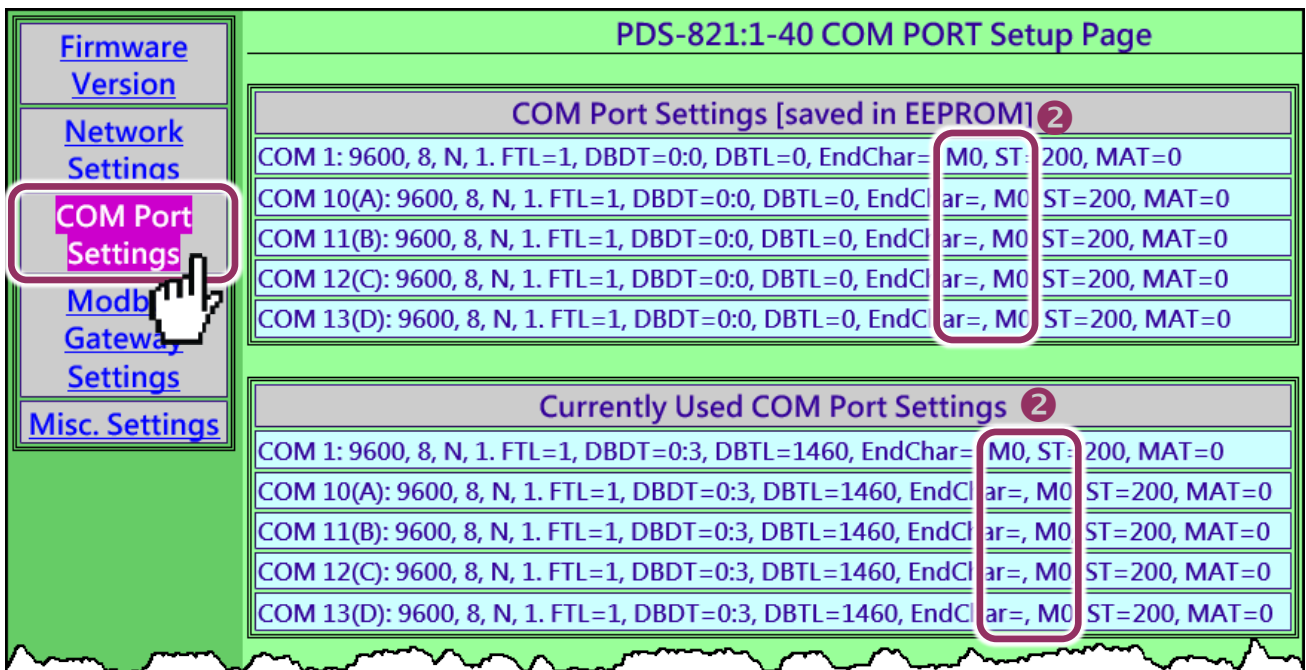 Firmware
Version
Network
Settings
COM Port
Settings
Modb
Gateway
Settings
Misc. Settings
PDS-821:1-40 COM PORT Setup Page
COM Port Settings [saved in EEPROM] 2
COM 1: 9600, 8, N, 1. FTL=1, DBDT=0:0, DBTL=0, EndChar= M0, ST=200, MAT=0
COM 10(A): 9600, 8, N, 1. FTL=1, DBDT=0:0, DBTL=0, EndChar=, M0 ST=200, MAT=0
COM 11(B): 9600, 8, N, 1. FTL=1, DBDT=0:0, DBTL=0, EndChar=, M0 ST=200, MAT=0
COM 12(C): 9600, 8, N, 1. FTL=1, DBDT=0:0, DBTL=0, EndChar=, M0 ST=200, MAT=0
COM 13(D): 9600, 8, N, 1. FTL=1, DBDT=0:0, DBTL=0, EndChar=, M0 ST=200, MAT=0
Currently Used COM Port Settings 2
COM 1: 9600, 8, N, 1. FTL=1, DBDT=0:3, DBTL=1460, EndChar= M0, ST=200, MAT=0
COM 10(A): 9600, 8, N, 1. FTL=1, DBDT=0:3, DBTL=1460, EndChar=, M0 ST=200, MAT=0
COM 11(B): 9600, 8, N, 1. FTL=1, DBDT=0:3, DBTL=1460, EndChar=, M0 ST=200, MAT=0
COM 12(C): 9600, 8, N, 1. FTL=1, DBDT=0:3, DBTL=1460, EndChar=, M0 ST=200, MAT=0
COM 13(D): 9600, 8, N, 1. FTL=1, DBDT=0:3, DBTL=1460, EndChar=, M0 ST=200, MAT=0